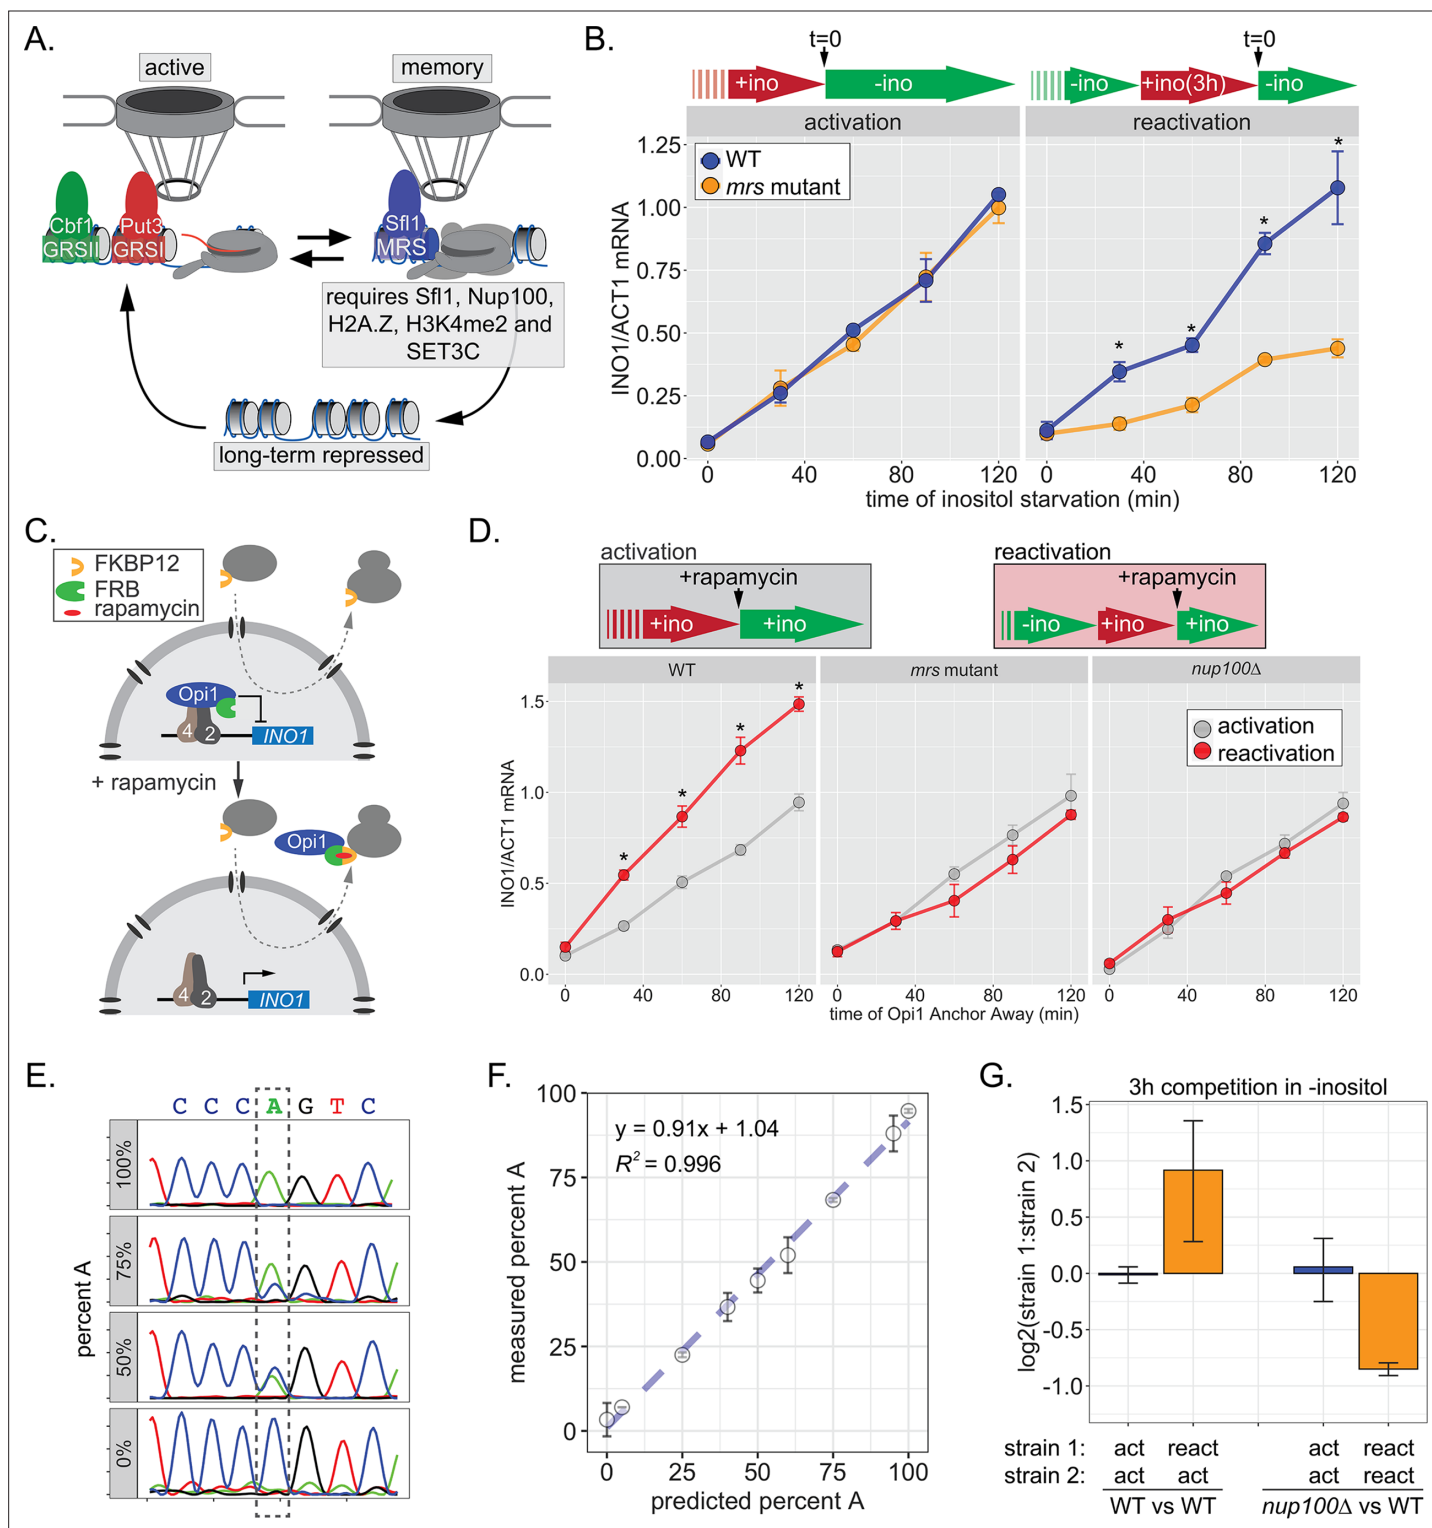 A.
active
memory
Cbf1
GRSII
Put3
GRSI
Sfl1
MRS
requires Sfl1, Nup100,
H2A.Z, H3K4me2 and
SET3C
long-term repressed
B.
t=0
t=0
+ino
-ino
-ino
+ino(3h)
-ino
activation
reactivation
WT
mrs mutant
INO1/ACT1 mRNA
1.25
1.00
0.75
0.50
0.25
0.00
* * * *
0 40 80 120
0 40 80 120
time of inositol starvation (min)
C.
FKBP12
FRB
rapamycin
Opi1
4 2
INO1
+ rapamycin
Opi1
4 2
INO1
D.
activation
+rapamycin
+ino
+ino
reactivation
+rapamycin
-ino
+ino
+ino
WT
mrs mutant
nup100Δ
activation
reactivation
INO1/ACT1 mRNA
1.5
1.0
0.5
0.0
* * * *
0 40 80 120
0 40 80 120
0 40 80 120
time of Opi1 Anchor Away (min)
E.
C C C A G T C
percent A
100%
75%
50%
0%
F.
measured percent A
100
75
50
25
0
y = 0.91x + 1.04
R² = 0.996
0 25 50 75 100
predicted percent A
G.
3h competition in -inositol
log2(strain 1:strain 2)
1.5
1.0
0.5
0.0
-0.5
-1.0
strain 1: act react act react
strain 2: act act act react
WT vs WT
nup100Δ vs WT